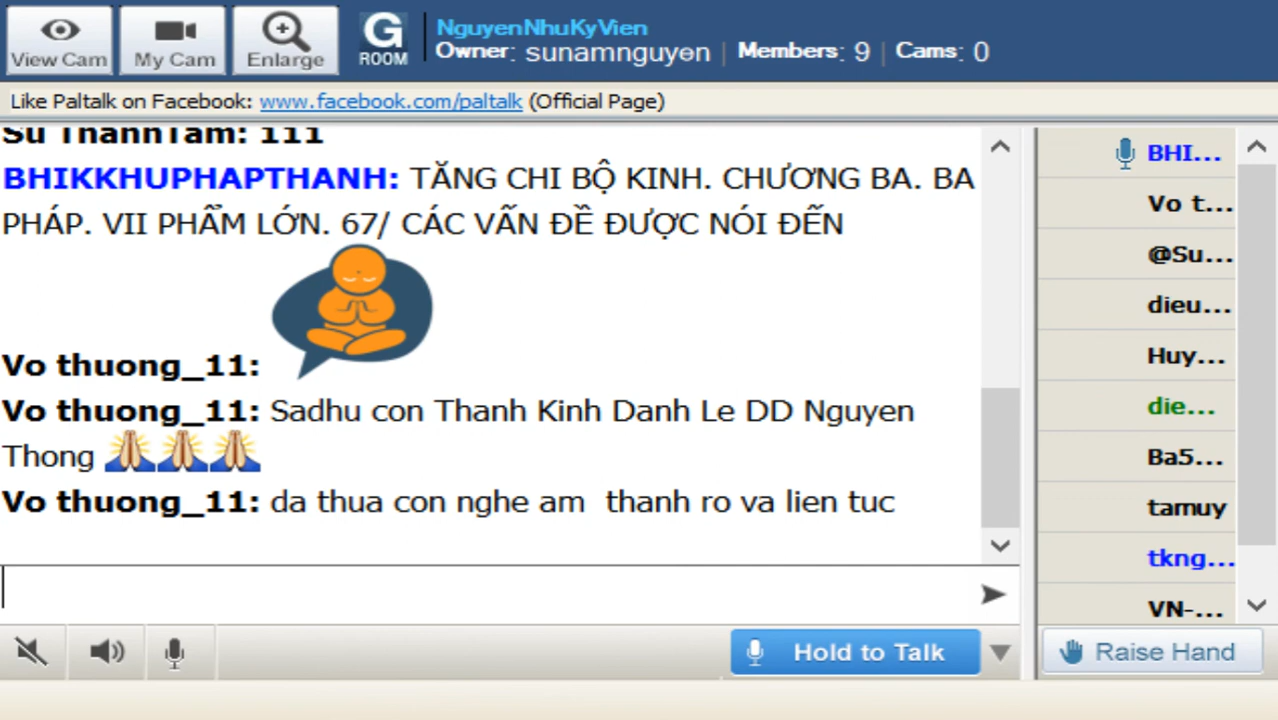 View Cam
My Cam
Enlarge
G
ROOM
NguyenNhuKyVien
Owner: sunamnguyen | Members: 9 | Cams: 0
Like Paltalk on Facebook: www.facebook.com/paltalk (Official Page)
Su ThanhTam: 111
BHIKKHUPHAPTHANH: TĂNG CHI BỘ KINH. CHƯƠNG BA. BA
PHÁP. VII PHẨM LỚN. 67/ CÁC VẤN ĐỀ ĐƯỢC NÓI ĐẾN
Vo thuong_11:
Vo thuong_11: Sadhu con Thanh Kinh Danh Le DD Nguyen
Thong
Vo thuong_11: da thua con nghe am  thanh ro va lien tuc
BHI...
Vo t...
@Su...
dieu...
Huy...
die...
Ba5...
tamuy
tkng...
VN-...
Hold to Talk
Raise Hand